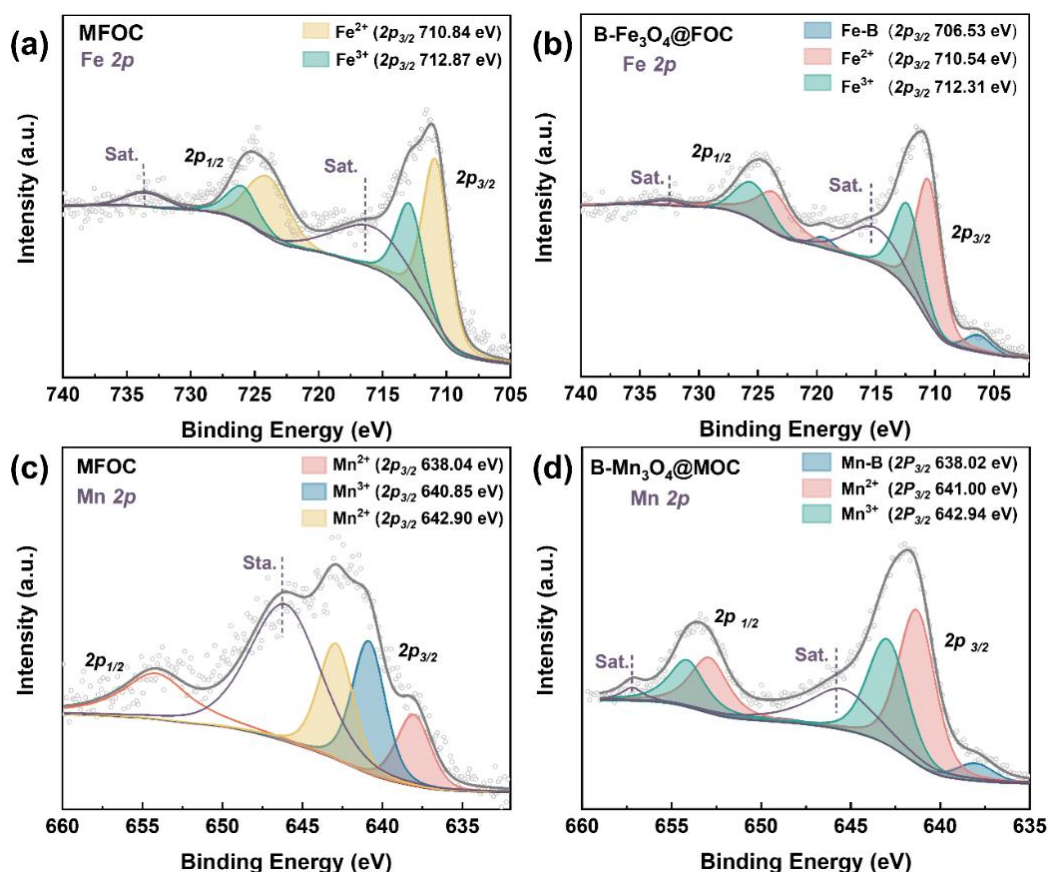 (a)
MFOC
Fe 2p
Fe²⁺ (2p₃/₂ 710.84 eV)
Fe³⁺ (2p₃/₂ 712.87 eV)
Sat.
2p₁/₂
Sat.
2p₃/₂
Intensity (a.u.)
740 735 730 725 720 715 710 705
Binding Energy (eV)
(b)
B-Fe₃O₄@FOC
Fe 2p
Fe-B (2p₃/₂ 706.53 eV)
Fe²⁺ (2p₃/₂ 710.54 eV)
Fe³⁺ (2p₃/₂ 712.31 eV)
Sat.
2p₁/₂
Sat.
2p₃/₂
Intensity (a.u.)
740 735 730 725 720 715 710 705
Binding Energy (eV)
(c)
MFOC
Mn 2p
Mn²⁺ (2p₃/₂ 638.04 eV)
Mn³⁺ (2p₃/₂ 640.85 eV)
Mn²⁺ (2p₃/₂ 642.90 eV)
Sta.
2p₁/₂
2p₃/₂
Intensity (a.u.)
660 655 650 645 640 635
Binding Energy (eV)
(d)
B-Mn₃O₄@MOC
Mn 2p
Mn-B (2P₃/₂ 638.02 eV)
Mn²⁺ (2P₃/₂ 641.00 eV)
Mn³⁺ (2P₃/₂ 642.94 eV)
2p ₁/₂
Sat.
Sat.
2p ₃/₂
Intensity (a.u.)
660 655 650 645 640 635
Binding Energy (eV)